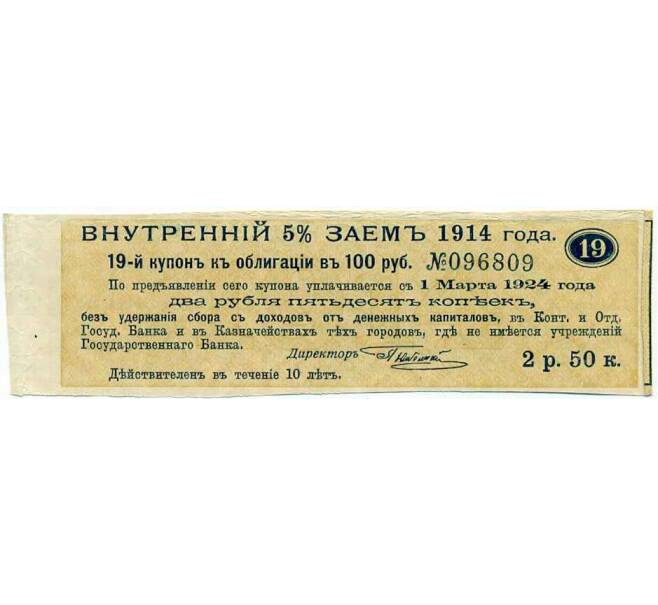 ВНУТРЕННІЙ 5% ЗАЕМЪ 1914 года.
19
19-й купонъ къ облигаціи въ 100 руб. №096809
По предъявленіи сего купона уплачивается съ 1 Марта 1924 года
два рубля пятьдесятъ копѣекъ,
безъ удержанія сбора съ доходовъ отъ денежныхъ капиталовъ, въ Конт. и Отд.
Госуд. Банка и въ Казначействахъ тѣхъ городовъ, гдѣ не имѣется учрежденій
Государственнаго Банка.
Директоръ
2 р. 50 к.
Дѣйствителенъ въ теченіе 10 лѣтъ.